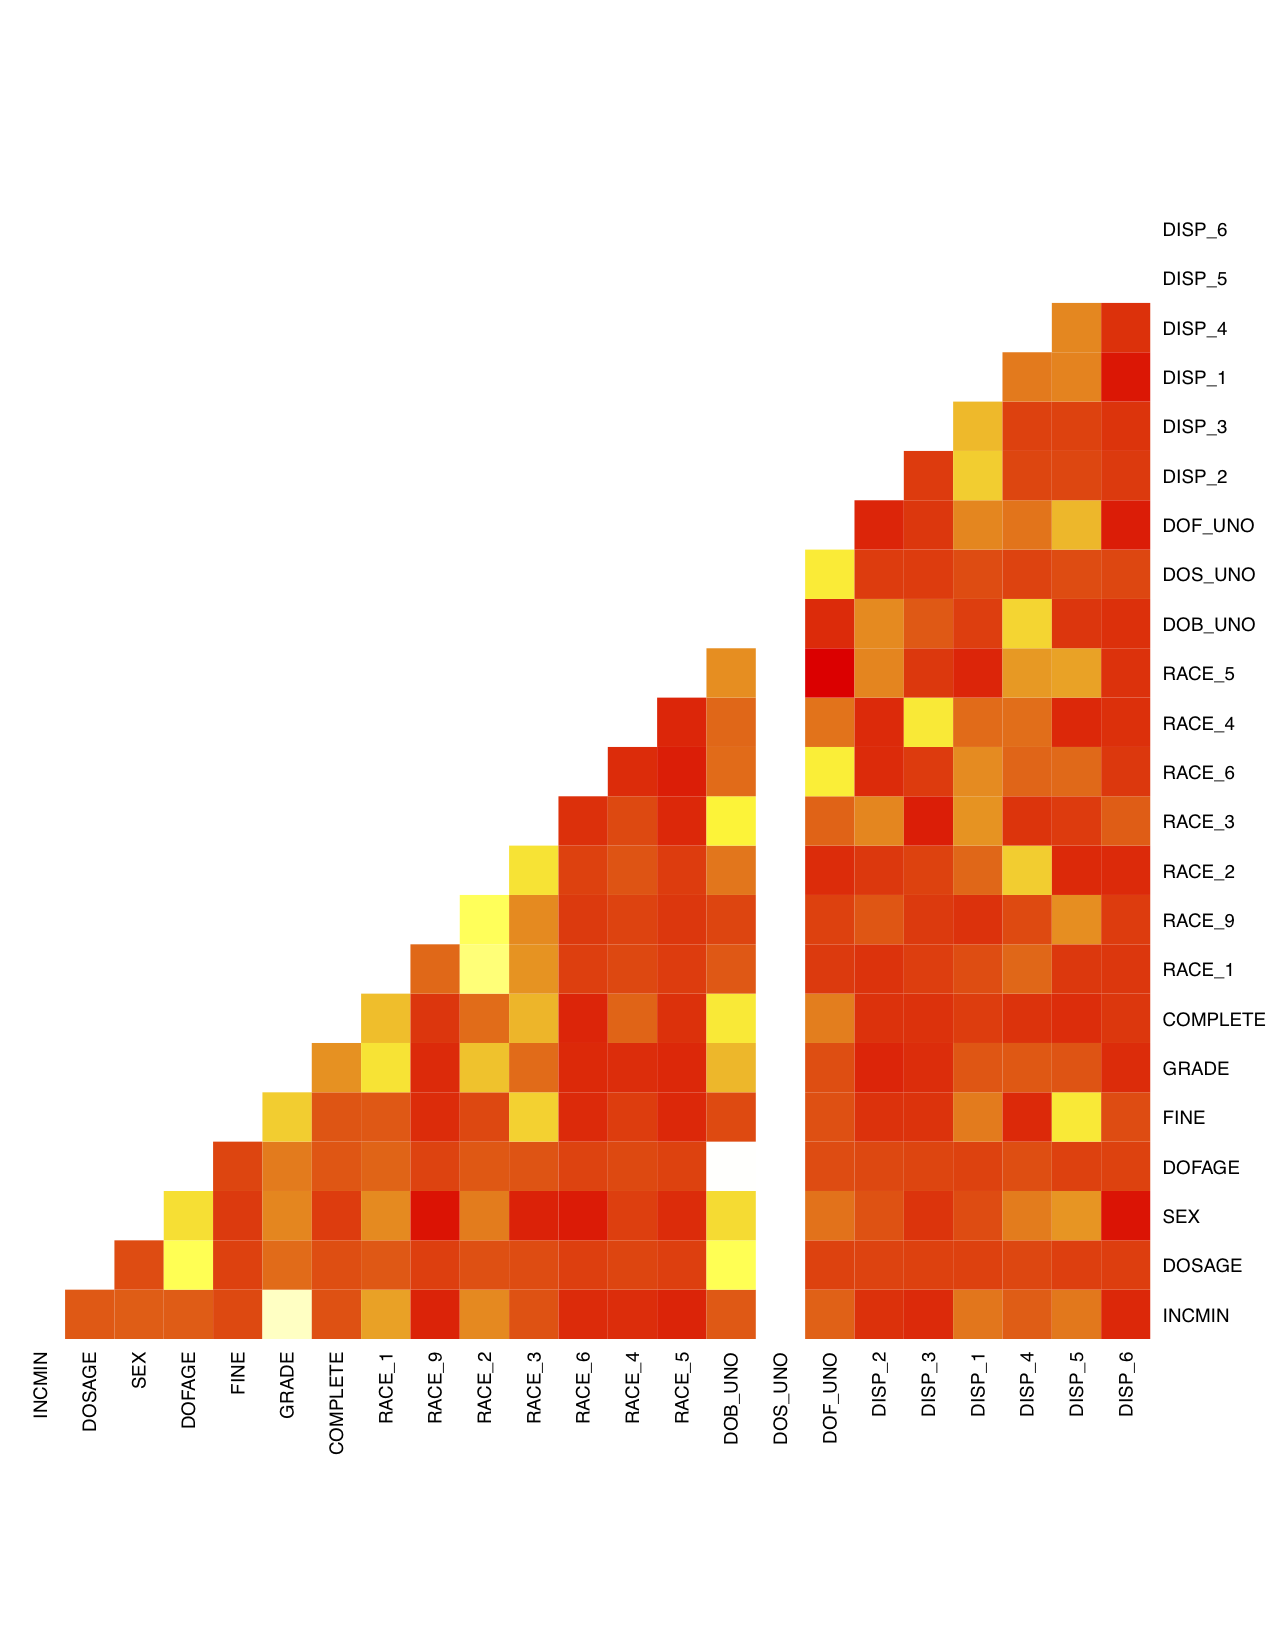 DISP_6
DISP_5
DISP_4
DISP_1
DISP_3
DISP_2
DOF_UNO
DOS_UNO
DOB_UNO
RACE_5
RACE_4
RACE_6
RACE_3
RACE_2
RACE_9
RACE_1
COMPLETE
GRADE
FINE
DOFAGE
SEX
DOSAGE
INCMIN
INCMIN
DOSAGE
SEX
DOFAGE
FINE
GRADE
COMPLETE
RACE_1
RACE_9
RACE_2
RACE_3
RACE_6
RACE_4
RACE_5
DOB_UNO
DOS_UNO
DOF_UNO
DISP_2
DISP_3
DISP_1
DISP_4
DISP_5
DISP_6